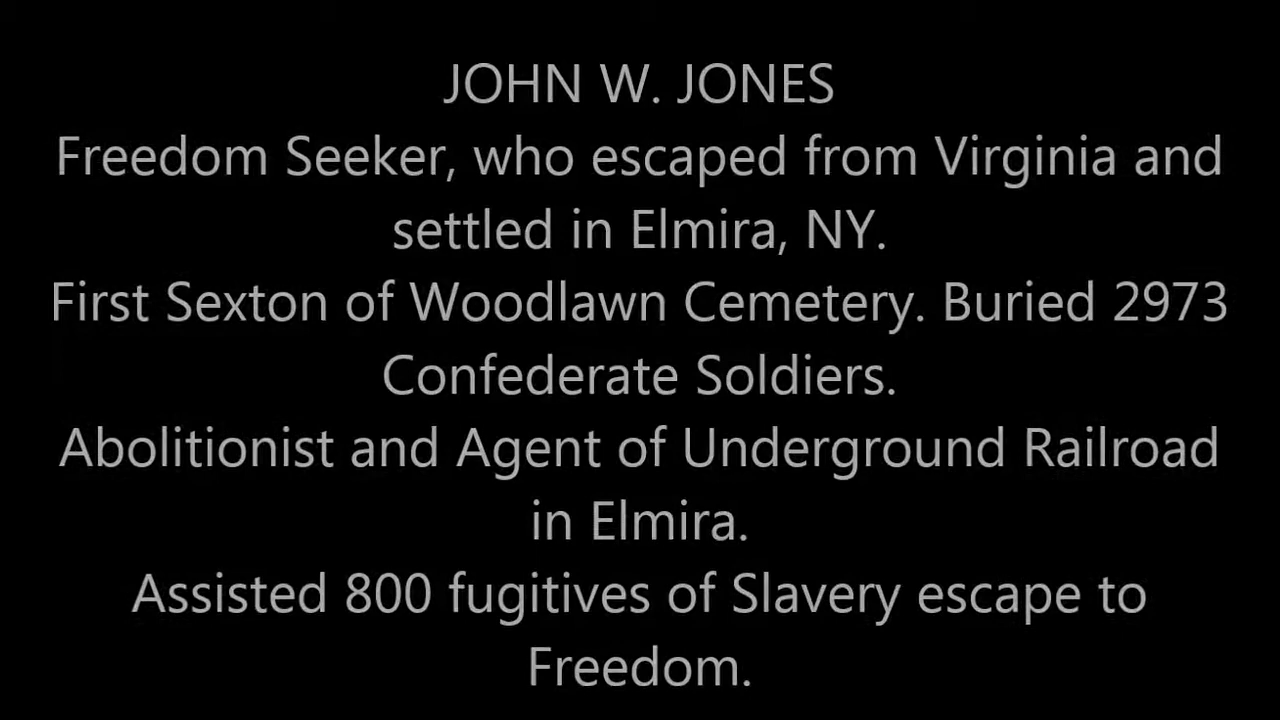 JOHN W. JONES
Freedom Seeker, who escaped from Virginia and
settled in Elmira, NY.
First Sexton of Woodlawn Cemetery. Buried 2973
Confederate Soldiers.
Abolitionist and Agent of Underground Railroad
in Elmira.
Assisted 800 fugitives of Slavery escape to
Freedom.